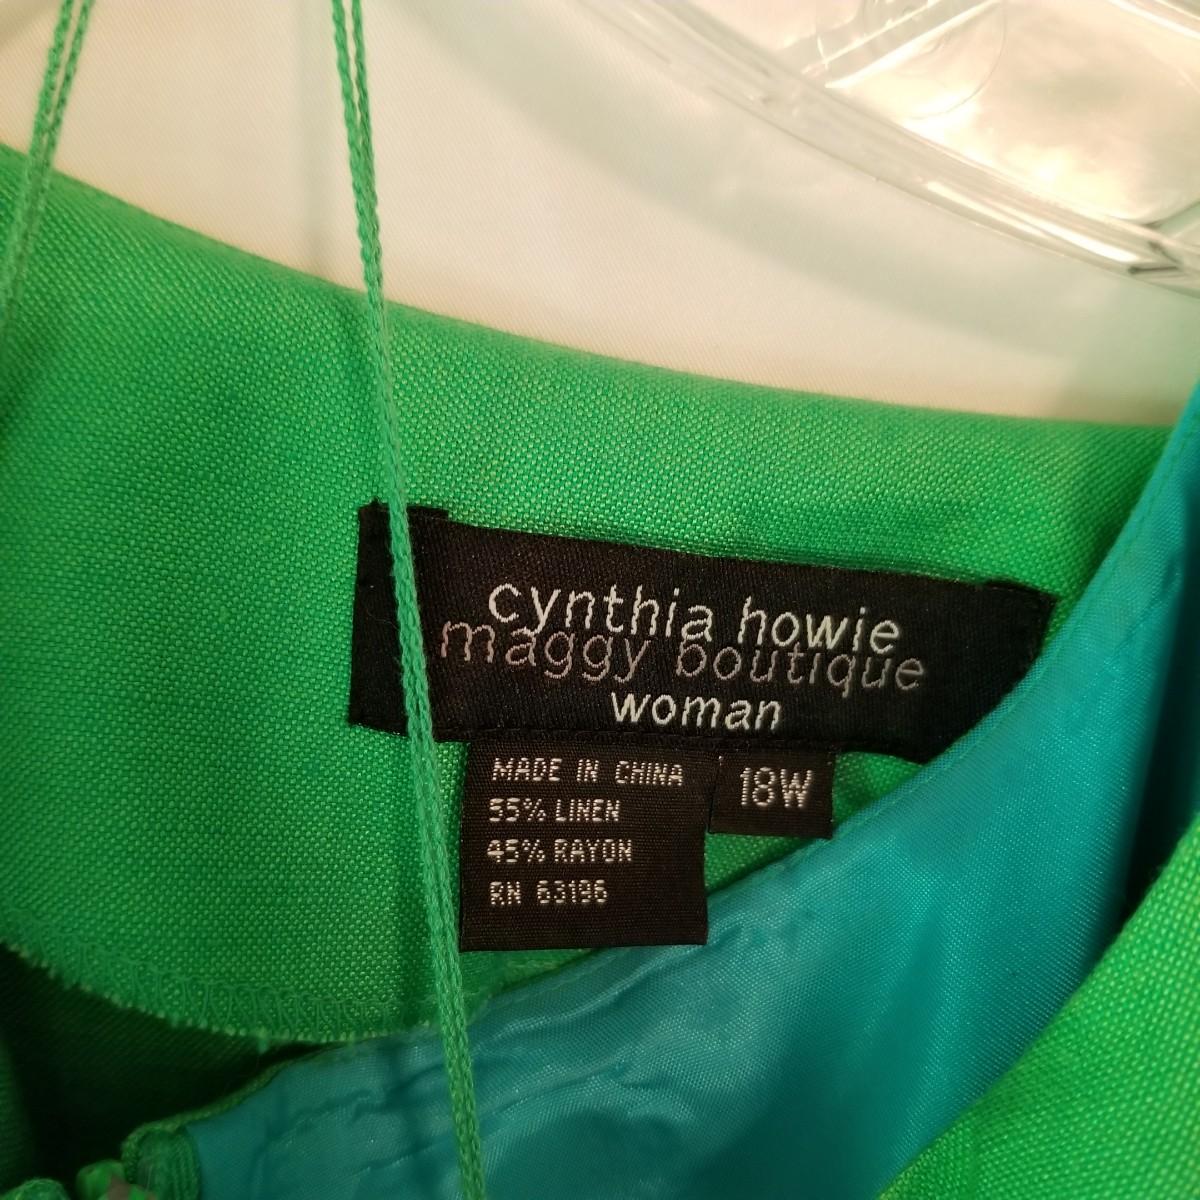 cynthia howie
maggy boutique
woman
MADE IN CHINA
55% LINEN
45% RAYON
RN 63196
18W